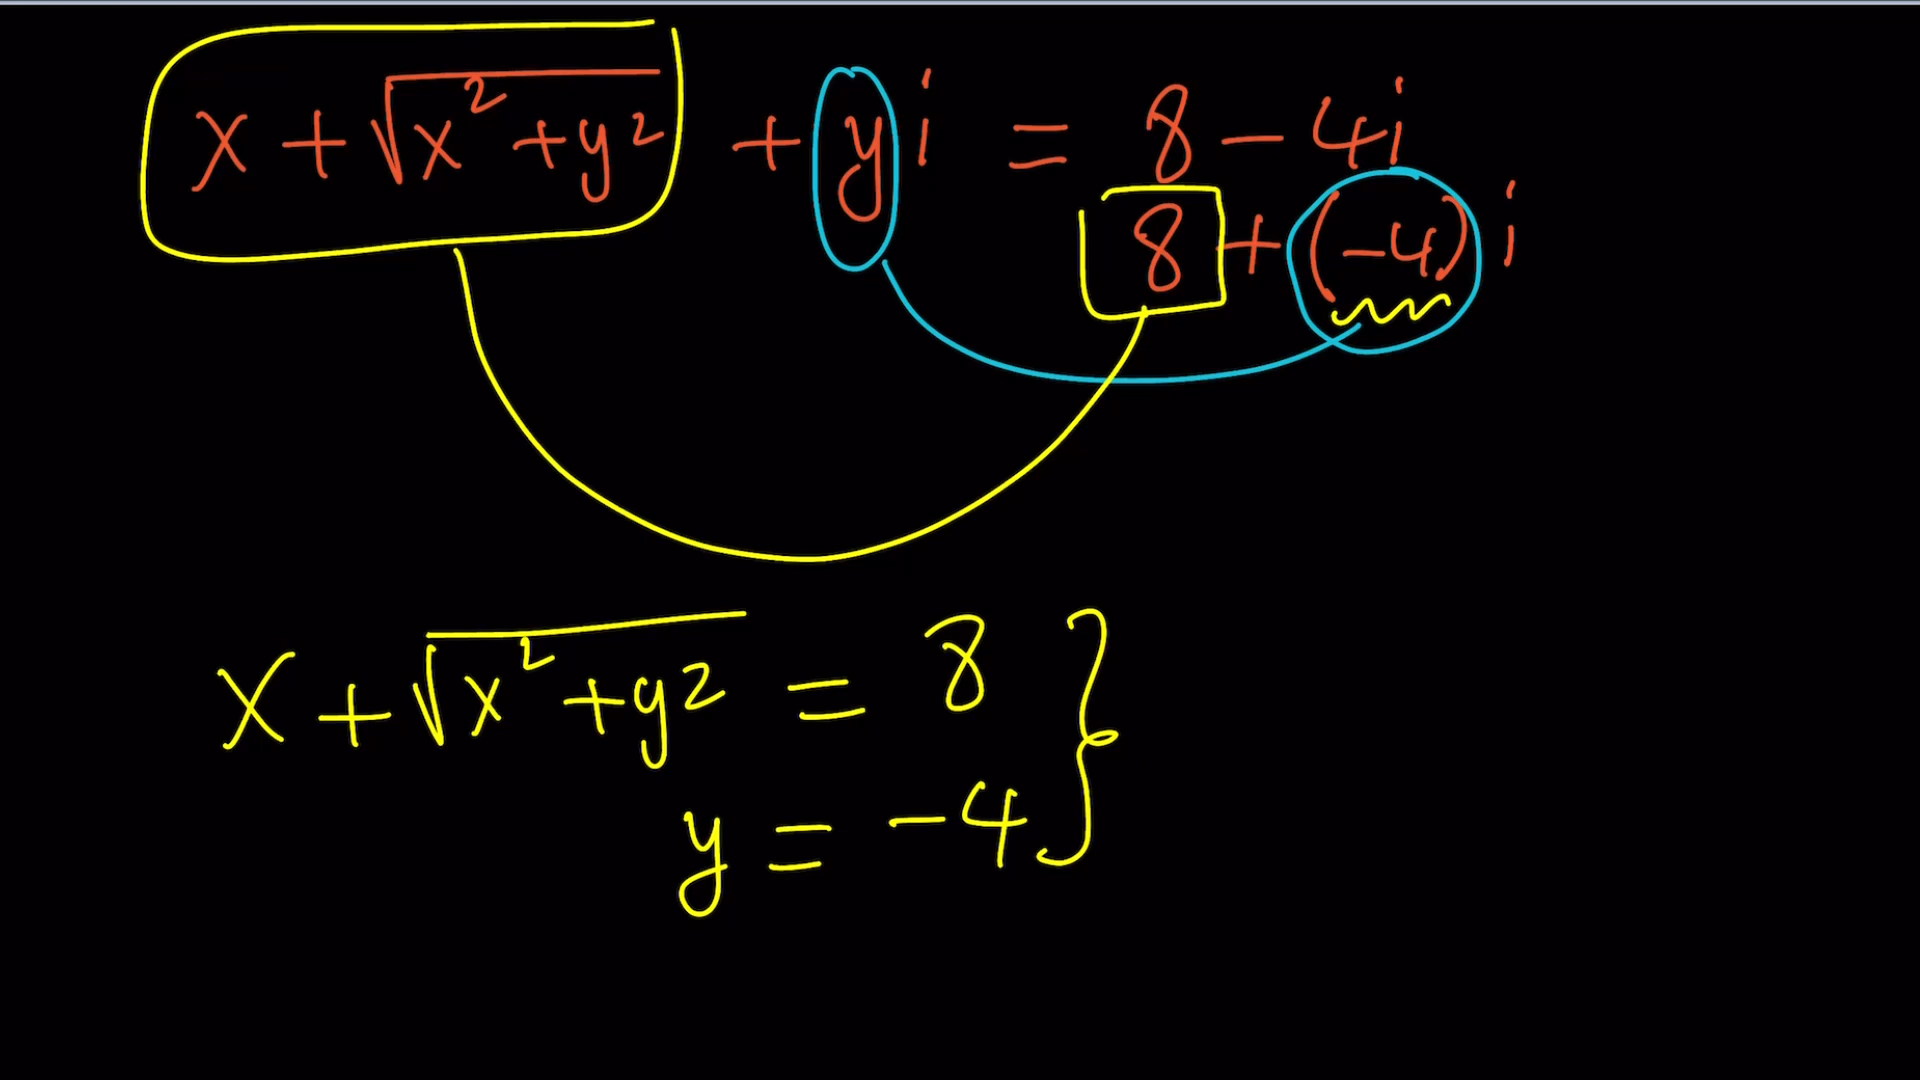 x + √x² + y² + yi = 8 - 4i
8 + (-4) i
x + √x² + y² = 8
y = -4